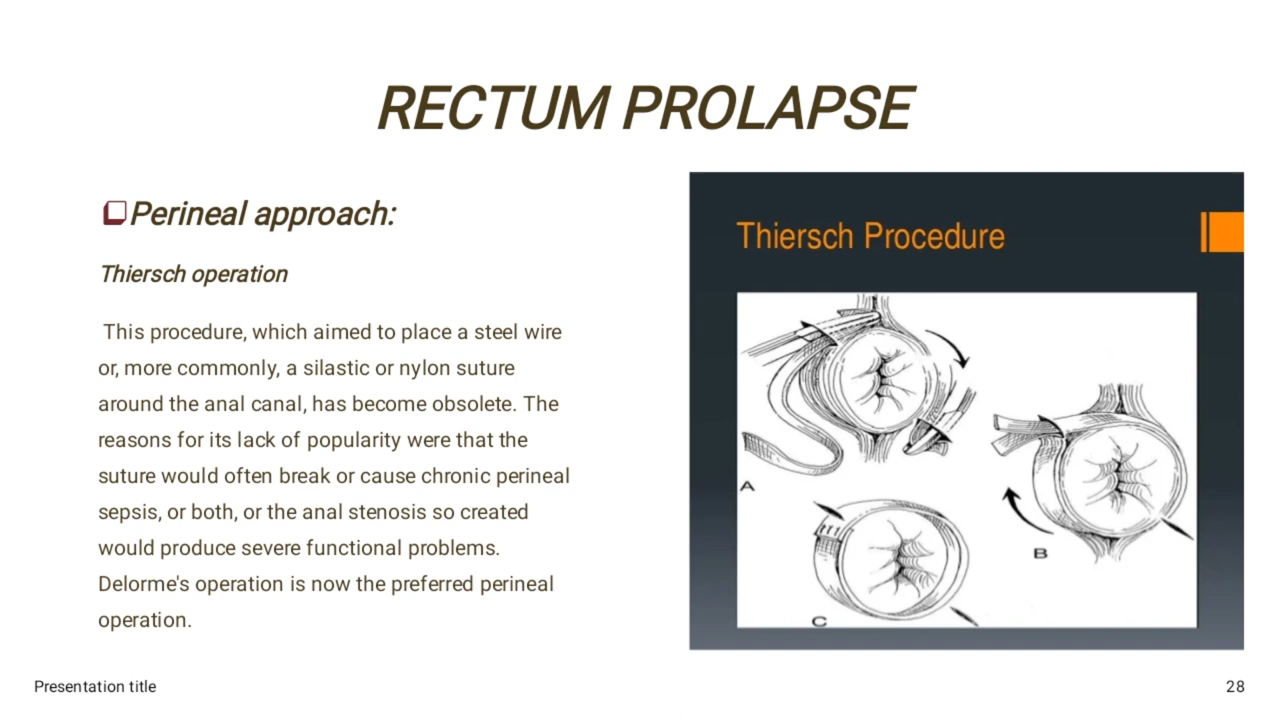 RECTUM PROLAPSE
Perineal approach:
Thiersch operation
This procedure, which aimed to place a steel wire
or, more commonly, a silastic or nylon suture
around the anal canal, has become obsolete. The
reasons for its lack of popularity were that the
suture would often break or cause chronic perineal
sepsis, or both, or the anal stenosis so created
would produce severe functional problems.
Delorme's operation is now the preferred perineal
operation.
Thiersch Procedure
A
B
C
Presentation title
28